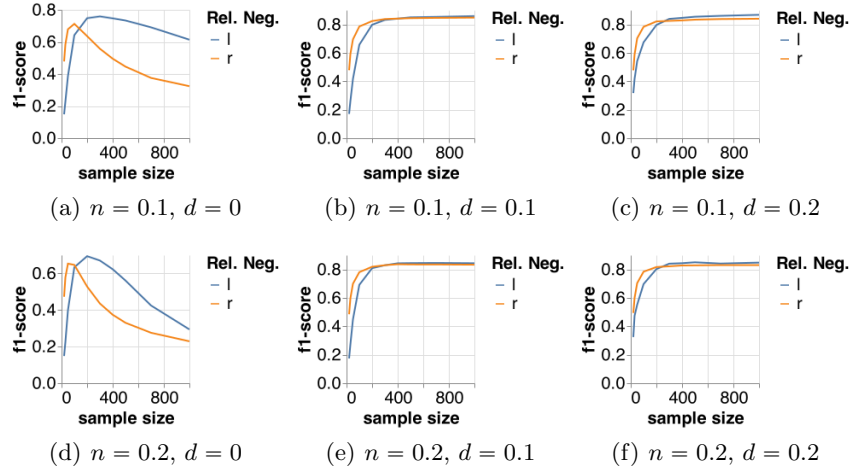 0.8
0.6
0.4
0.2
0.0
f1-score
0 400 800
sample size
Rel. Neg.
l
r
(a) n = 0.1, d = 0
0.8
0.6
0.4
0.2
0.0
f1-score
0 400 800
sample size
Rel. Neg.
l
r
(b) n = 0.1, d = 0.1
0.8
0.6
0.4
0.2
0.0
f1-score
0 400 800
sample size
Rel. Neg.
l
r
(c) n = 0.1, d = 0.2
0.6
0.4
0.2
0.0
f1-score
0 400 800
sample size
Rel. Neg.
l
r
(d) n = 0.2, d = 0
0.8
0.6
0.4
0.2
0.0
f1-score
0 400 800
sample size
Rel. Neg.
l
r
(e) n = 0.2, d = 0.1
0.8
0.6
0.4
0.2
0.0
f1-score
0 400 800
sample size
Rel. Neg.
l
r
(f) n = 0.2, d = 0.2